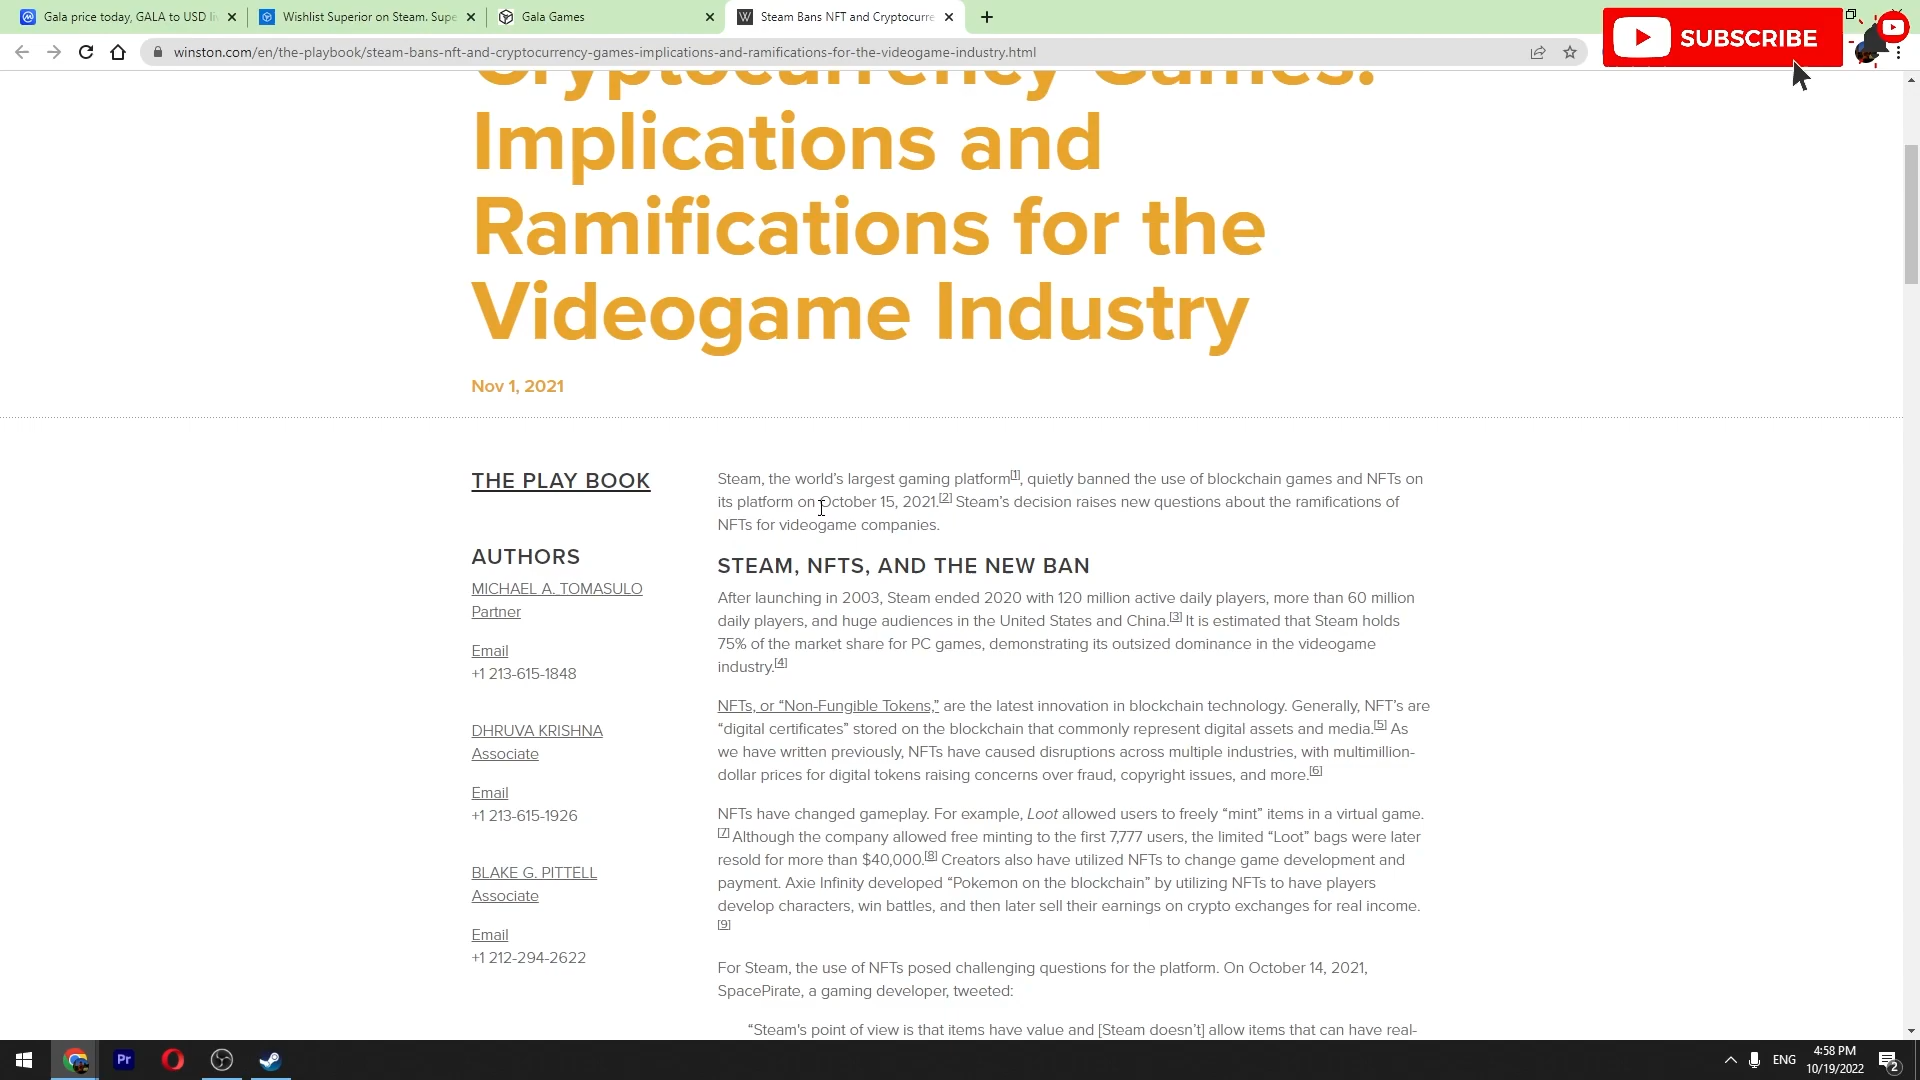 Gala price today, GALA to USD li
Wishlist Superior on Steam. Supe
Gala Games
Steam Bans NFT and Cryptocurre
winston.com/en/the-playbook/steam-bans-nft-and-cryptocurrency-games-implications-and-ramifications-for-the-videogame-industry.html
SUBSCRIBE
Cryptocurrency Games:
Implications and
Ramifications for the
Videogame Industry
Nov 1, 2021
THE PLAY BOOK
AUTHORS
MICHAEL A. TOMASULO
Partner
Email
+1 213-615-1848
DHRUVA KRISHNA
Associate
Email
+1 213-615-1926
BLAKE G. PITTELL
Associate
Email
+1 212-294-2622
Steam, the world's largest gaming platform[1], quietly banned the use of blockchain games and NFTs on
its platform on October 15, 2021.[2] Steam's decision raises new questions about the ramifications of
NFTs for videogame companies.
STEAM, NFTS, AND THE NEW BAN
After launching in 2003, Steam ended 2020 with 120 million active daily players, more than 60 million
daily players, and huge audiences in the United States and China.[3] It is estimated that Steam holds
75% of the market share for PC games, demonstrating its outsized dominance in the videogame
industry.[4]
NFTs, or “Non-Fungible Tokens,” are the latest innovation in blockchain technology. Generally, NFT's are
“digital certificates” stored on the blockchain that commonly represent digital assets and media.[5] As
we have written previously, NFTs have caused disruptions across multiple industries, with multimillion-
dollar prices for digital tokens raising concerns over fraud, copyright issues, and more.[6]
NFTs have changed gameplay. For example, Loot allowed users to freely “mint” items in a virtual game.
[7] Although the company allowed free minting to the first 7,777 users, the limited “Loot” bags were later
resold for more than $40,000.[8] Creators also have utilized NFTs to change game development and
payment. Axie Infinity developed “Pokemon on the blockchain” by utilizing NFTs to have players
develop characters, win battles, and then later sell their earnings on crypto exchanges for real income.
[9]
For Steam, the use of NFTs posed challenging questions for the platform. On October 14, 2021,
SpacePirate, a gaming developer, tweeted:
“Steam's point of view is that items have value and [Steam doesn't] allow items that can have real-
Pr
ENG
4:58 PM
10/19/2022
2